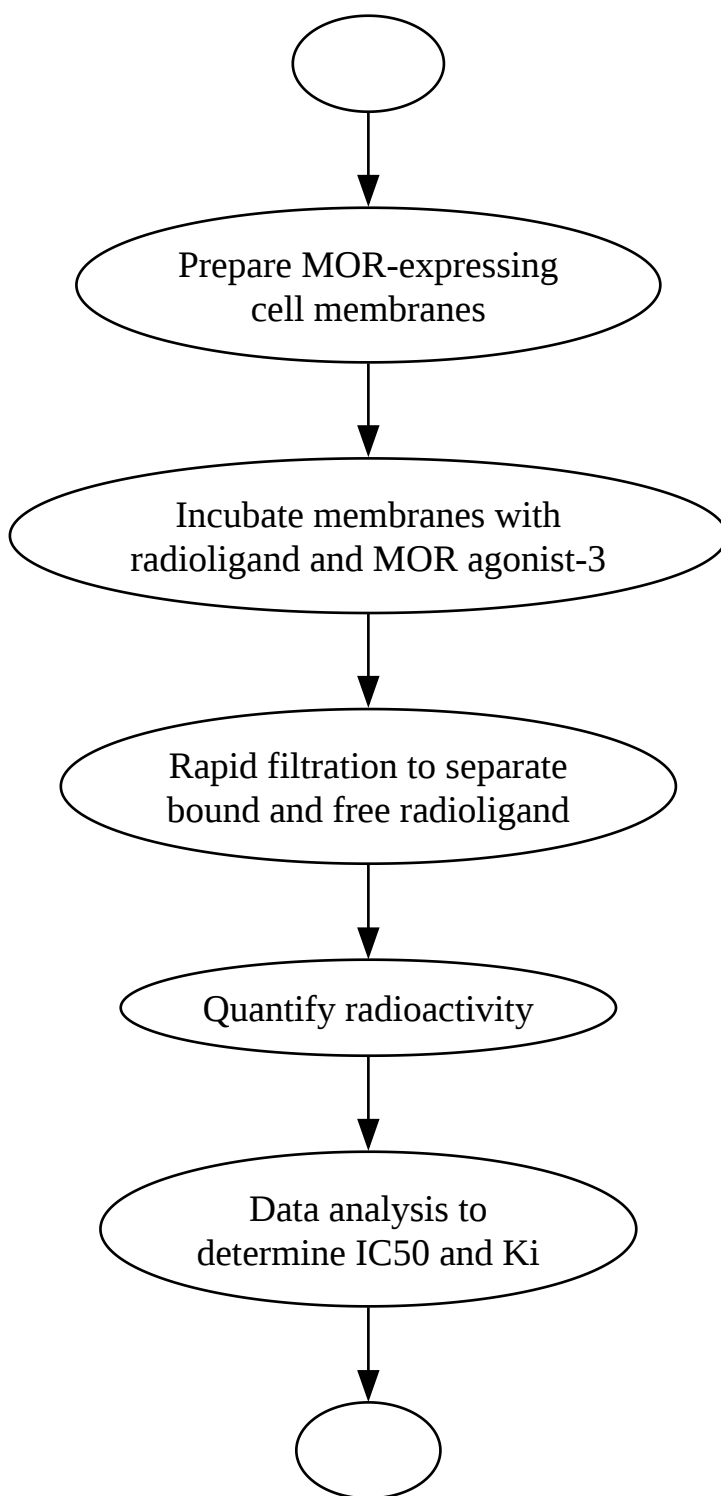 Prepare MOR-expressing
cell membranes
Incubate membranes with
radioligand and MOR agonist-3
Rapid filtration to separate
bound and free radioligand
Quantify radioactivity
Data analysis to
determine IC50 and Ki